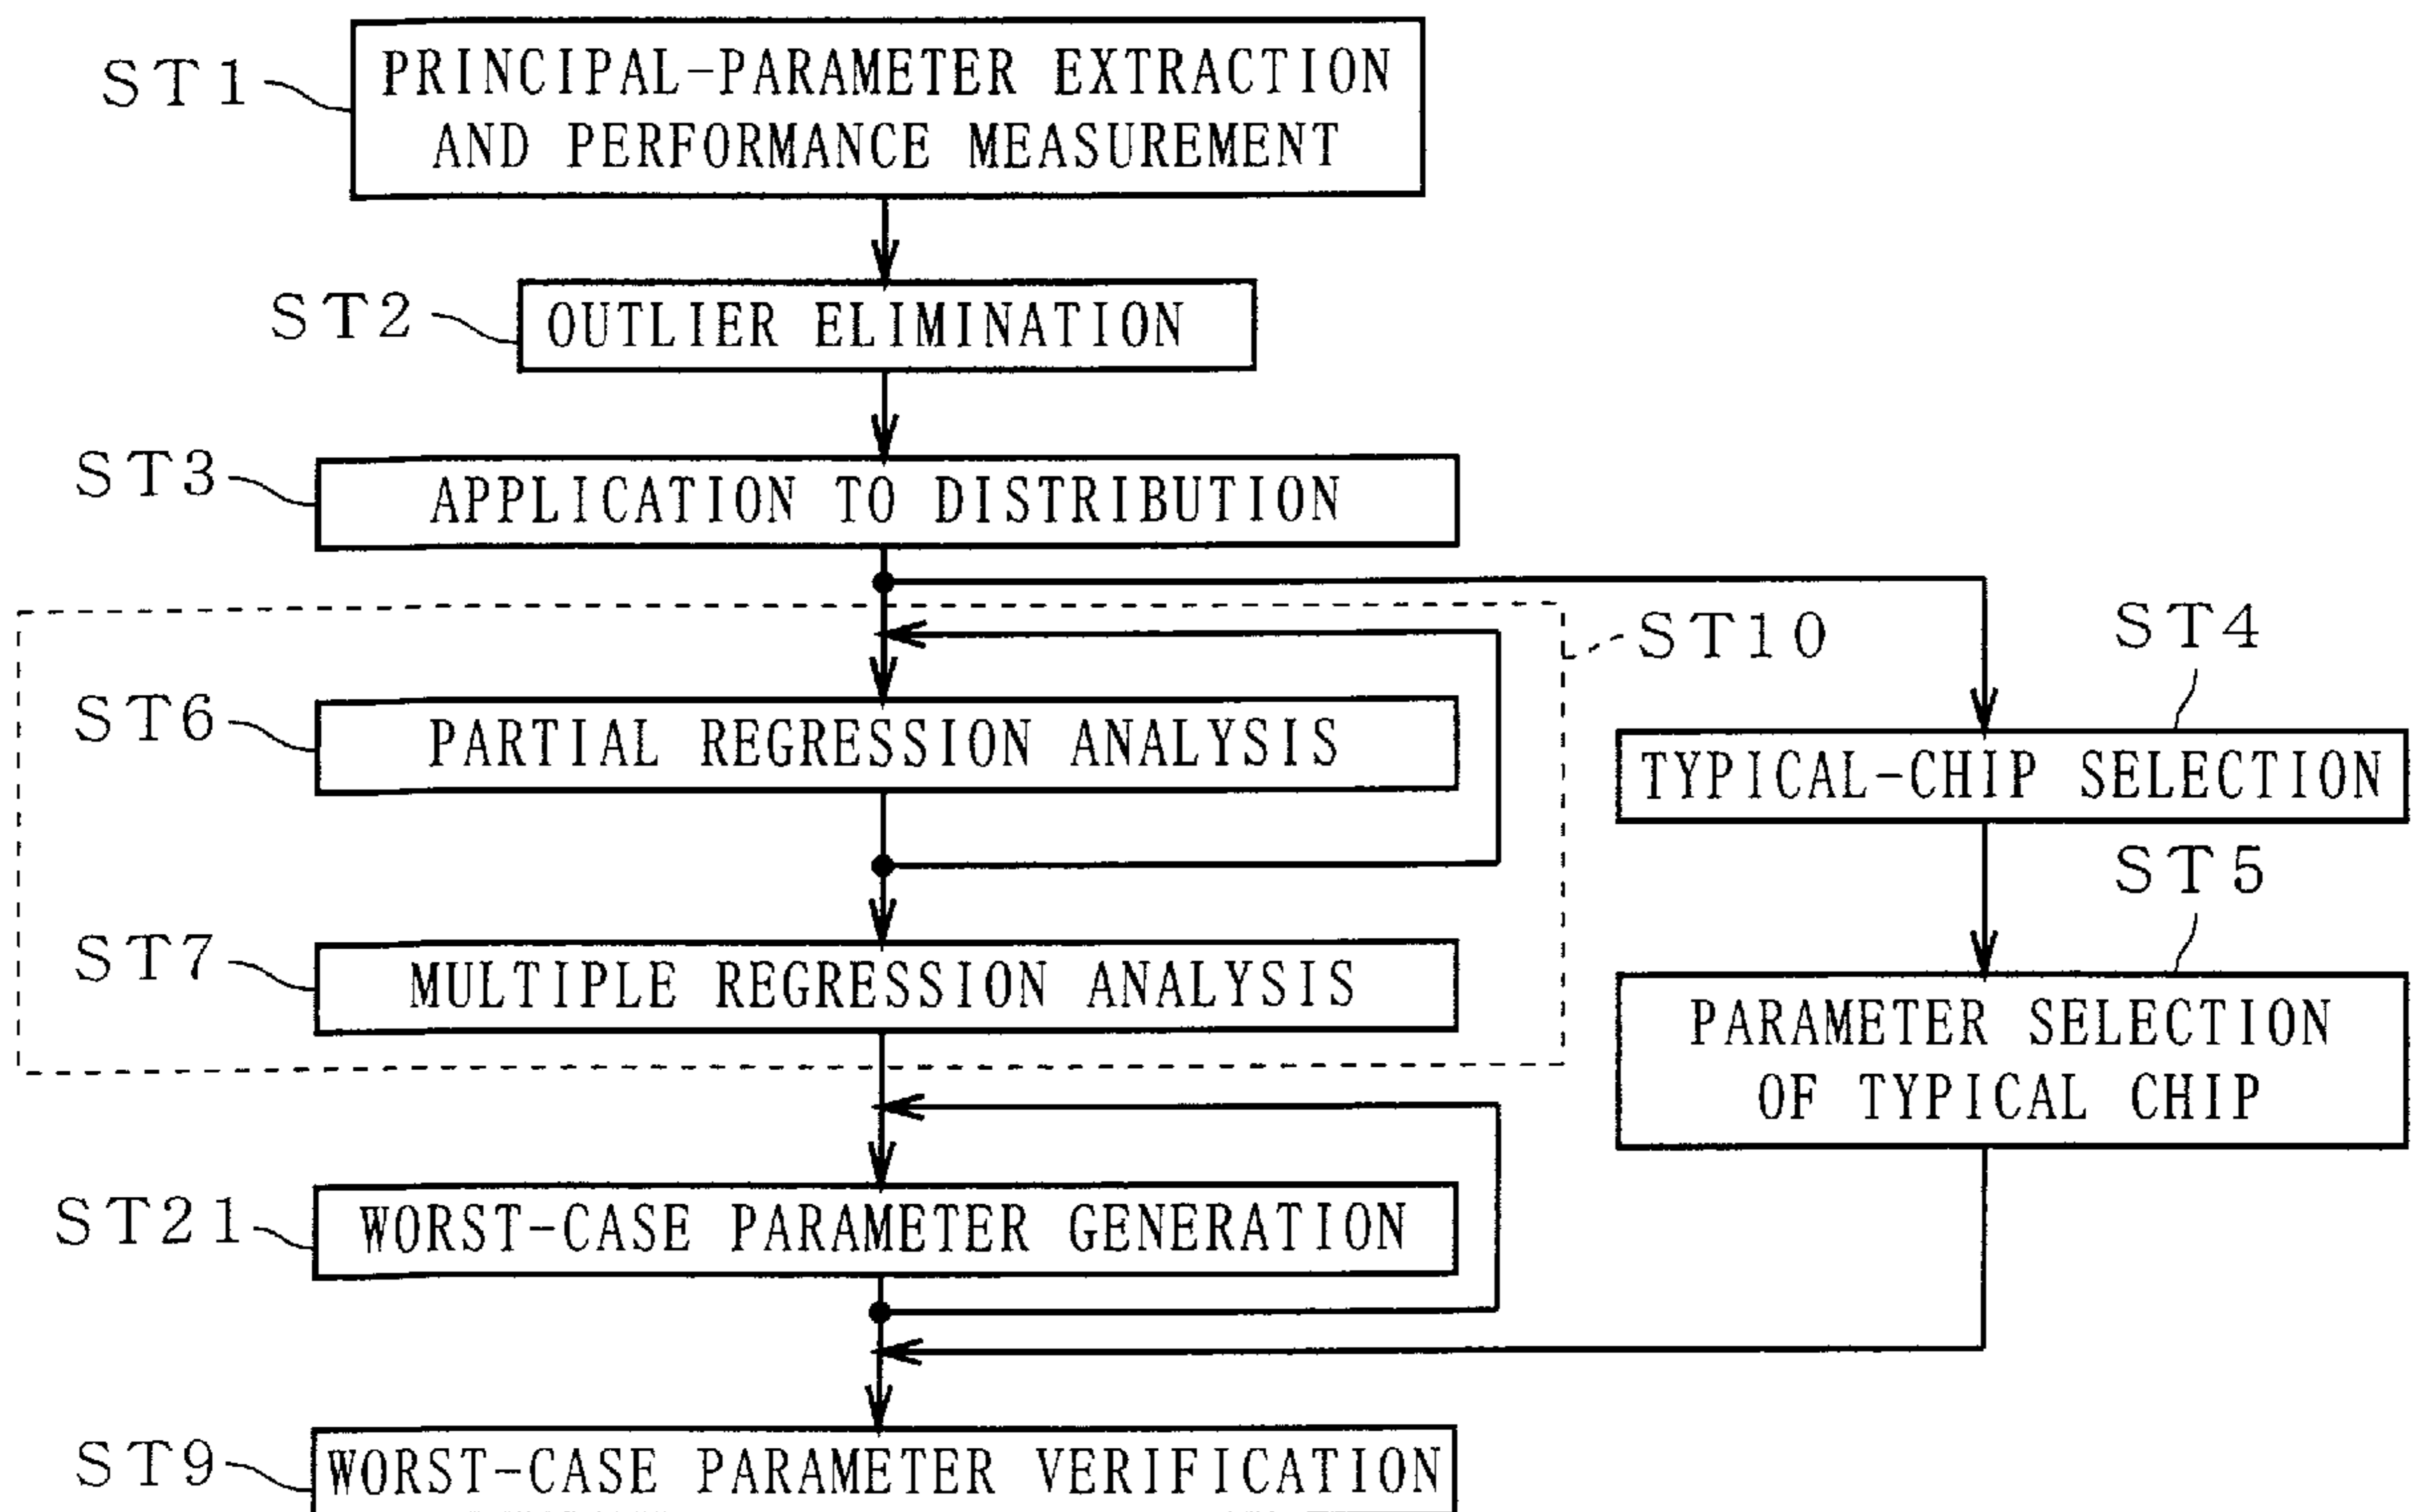 ST1
PRINCIPAL-PARAMETER EXTRACTION
AND PERFORMANCE MEASUREMENT
ST2
OUTLIER ELIMINATION
ST3
APPLICATION TO DISTRIBUTION
ST10
ST4
ST6
PARTIAL REGRESSION ANALYSIS
TYPICAL-CHIP SELECTION
ST5
ST7
MULTIPLE REGRESSION ANALYSIS
PARAMETER SELECTION
OF TYPICAL CHIP
ST21
WORST-CASE PARAMETER GENERATION
ST9
WORST-CASE PARAMETER VERIFICATION